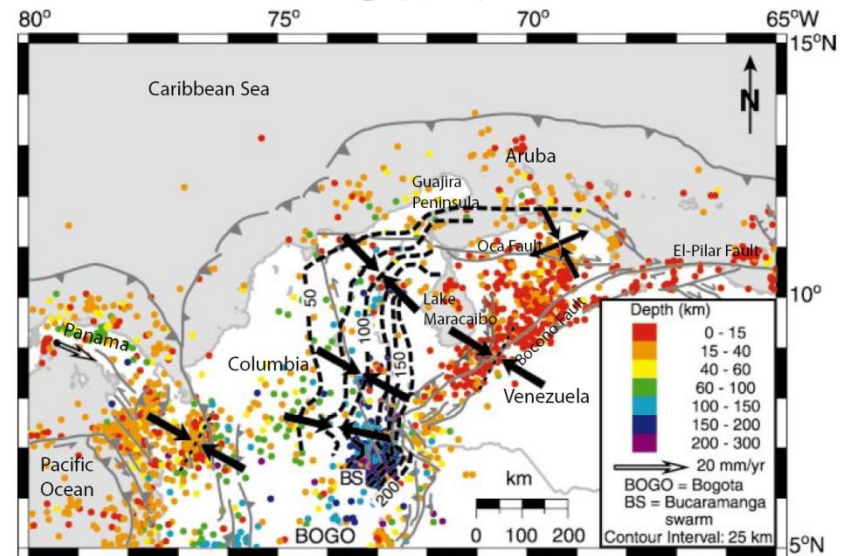 80°
75°
70°
65°W
15°N
Caribbean Sea
N
Aruba
Guajira
Peninsula
Oca Fault
El-Pilar Fault
50
Lake
Maracaibo
10°
Panama
100
150
Bocono Fault
Columbia
Venezuela
Pacific
Ocean
BS
200
BOGO
km
0 100 200
Depth (km)
0 - 15
15 - 40
40 - 60
60 - 100
100 - 150
150 - 200
200 - 300
20 mm/yr
BOGO = Bogota
BS = Bucaramanga
swarm
Contour Interval: 25 km
5°N